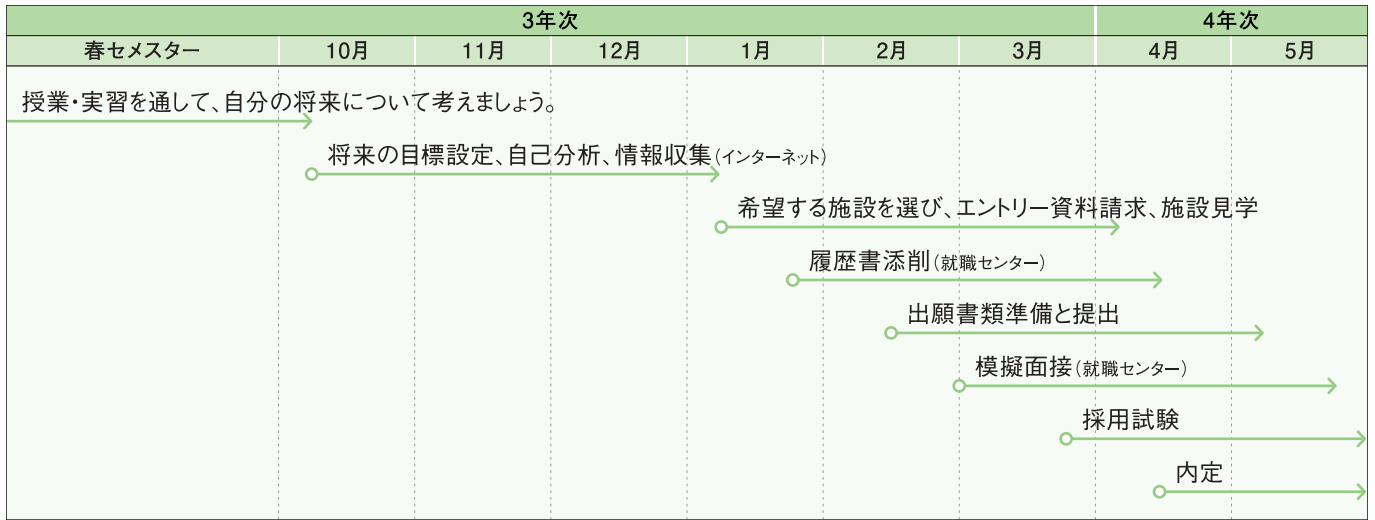 3年次 4年次
春セメスター 10月 11月 12月 1月 2月 3月 4月 5月
授業・実習を通して、自分の将来について考えましょう。
将来の目標設定、自己分析、情報収集（インターネット）
希望する施設を選び、エントリー資料請求、施設見学
履歴書添削（就職センター）
出願書類準備と提出
模擬面接（就職センター）
採用試験
内定